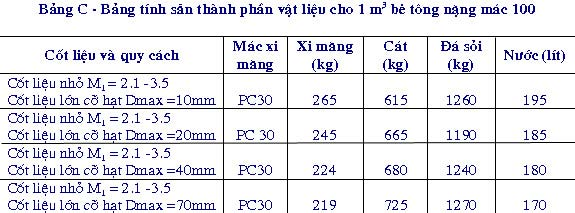 Bảng C - Bảng tính sẵn thành phần vật liệu cho 1 m³ bê tông nặng mác 100
Cốt liệu và quy cách Mác xi măng Xi măng (kg) Cát (kg) Đá sỏi (kg) Nước (lít)
Cốt liệu nhỏ M₁ = 2.1 -3.5
Cốt liệu lớn cỡ hạt Dmax =10mm PC30 265 615 1260 195
Cốt liệu nhỏ M₁ = 2.1 -3.5
Cốt liệu lớn cỡ hạt Dmax =20mm PC 30 245 665 1190 185
Cốt liệu nhỏ M₁ = 2.1 -3.5
Cốt liệu lớn cỡ hạt Dmax =40mm PC30 224 680 1240 180
Cốt liệu nhỏ M₁ = 2.1 -3.5
Cốt liệu lớn cỡ hạt Dmax =70mm PC30 219 725 1270 170